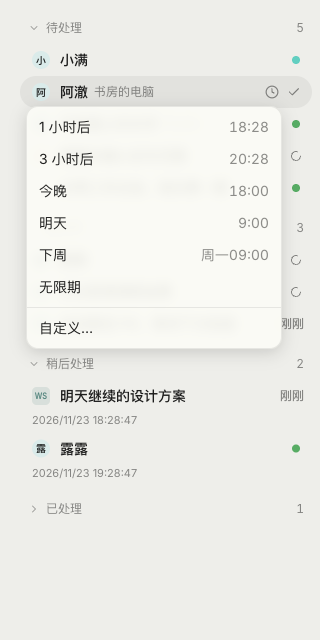 待处理 5
小 小满
阿 阿澈 书房的电脑
1 小时后 18:28
3 小时后 20:28
今晚 18:00
明天 9:00
3
下周 周一09:00
无限期
自定义... 刚刚
稍后处理 2
WS 明天继续的设计方案 刚刚
2026/11/23 18:28:47
露 露露
2026/11/23 19:28:47
已处理 1